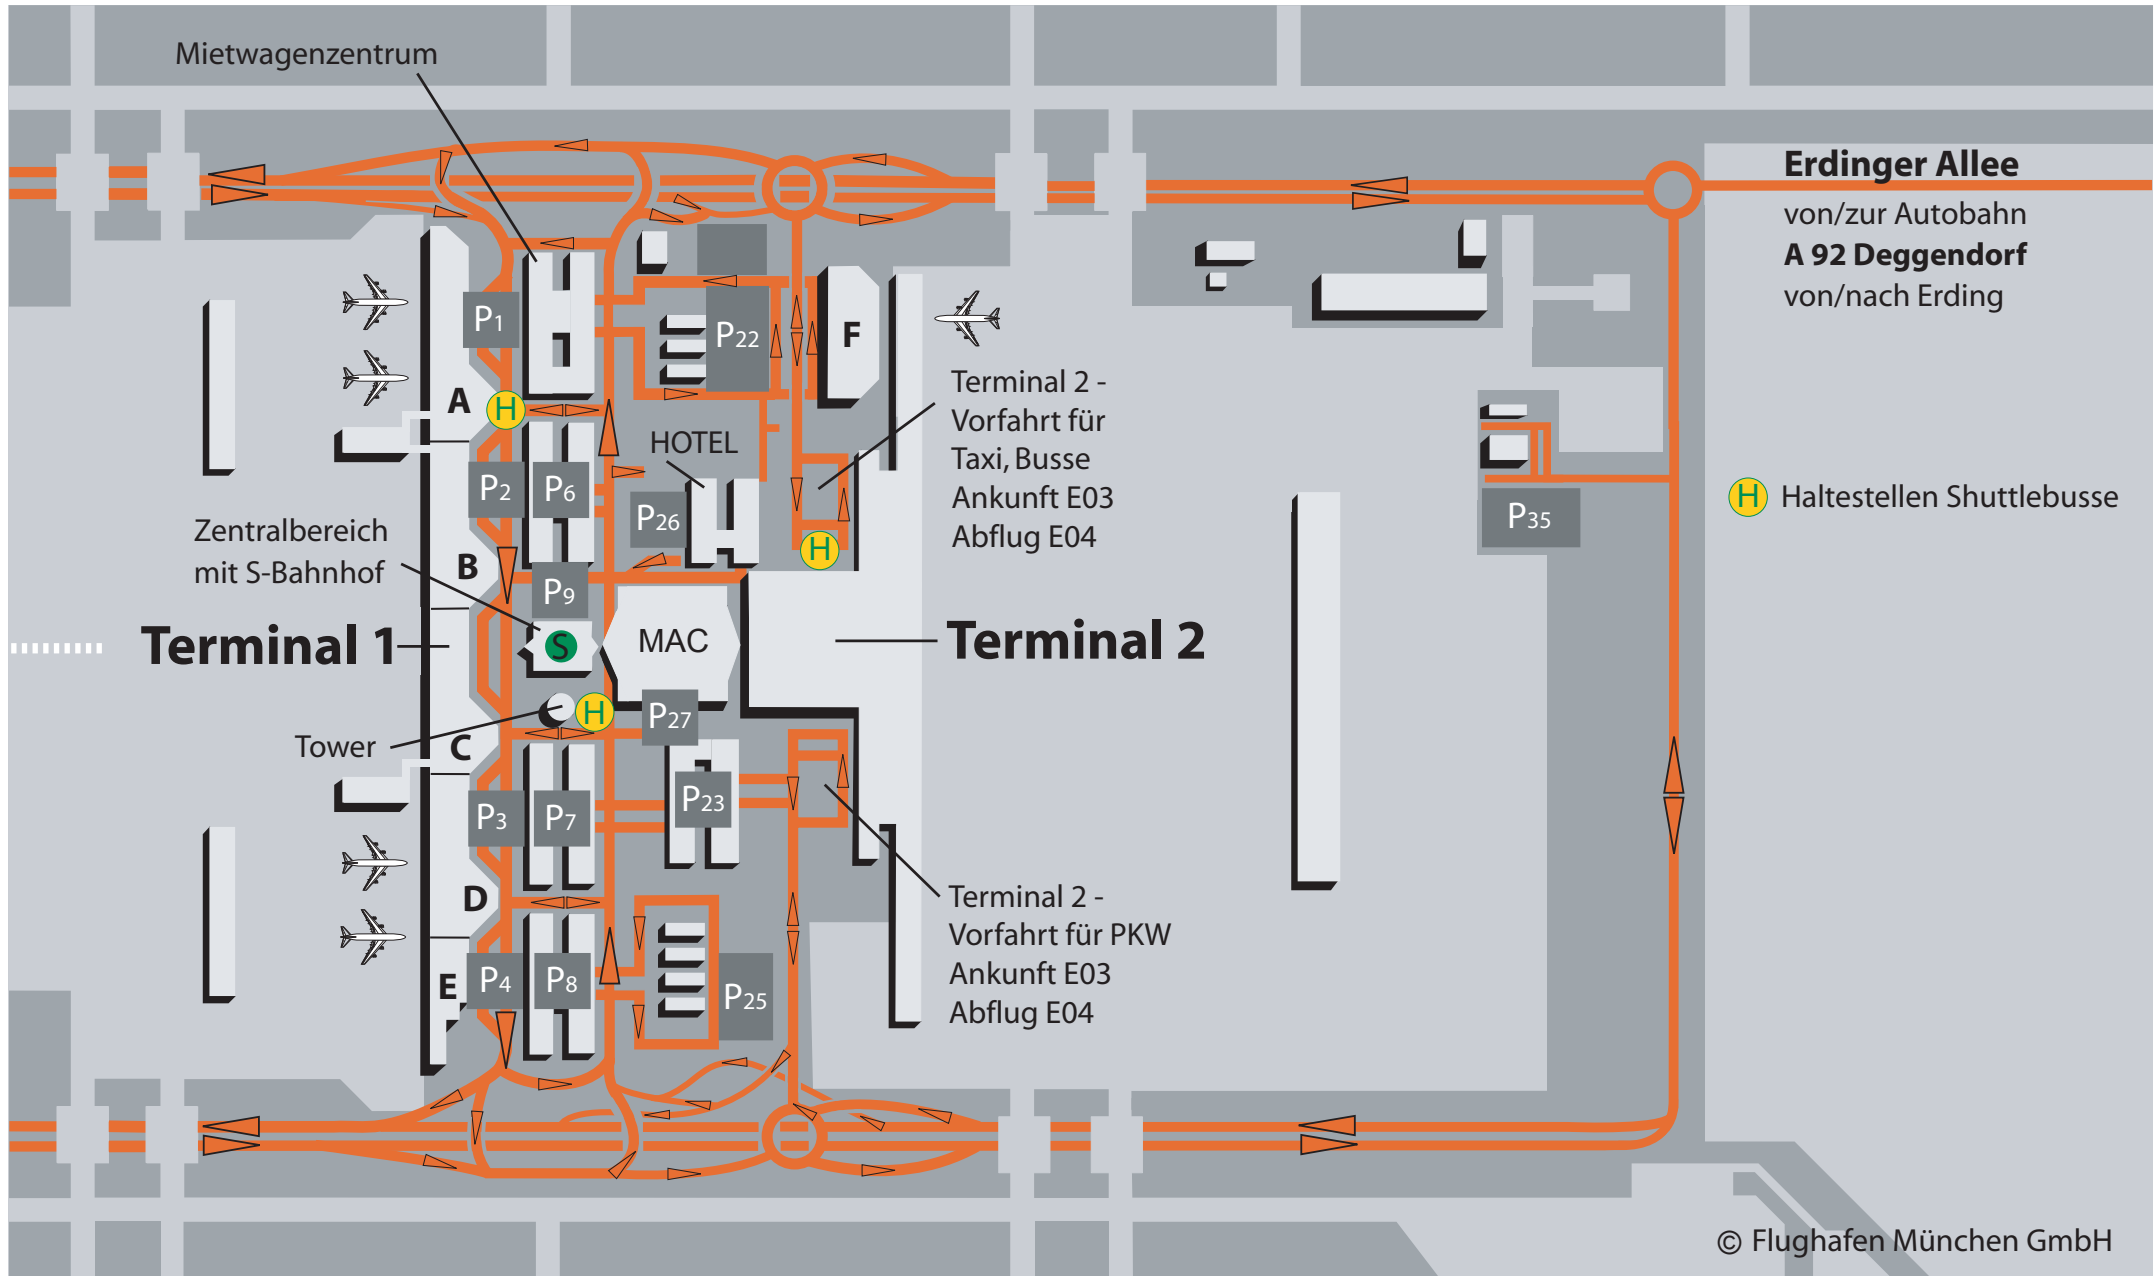 Mietwagenzentrum
Erdinger Allee
von/zur Autobahn
A 92 Deggendorf
von/nach Erding
P1
P22
F
A
H
Terminal 2 -
Vorfahrt für
Taxi, Busse
Ankunft E03
Abflug E04
HOTEL
P2
P6
P26
P35
H Haltestellen Shuttlebusse
Zentralbereich
mit S-Bahnhof
H
B
P9
Terminal 1
S
MAC
Terminal 2
H
P27
Tower
C
P3
P7
P23
D
Terminal 2 -
Vorfahrt für PKW
Ankunft E03
Abflug E04
E
P4
P8
P25
© Flughafen München GmbH